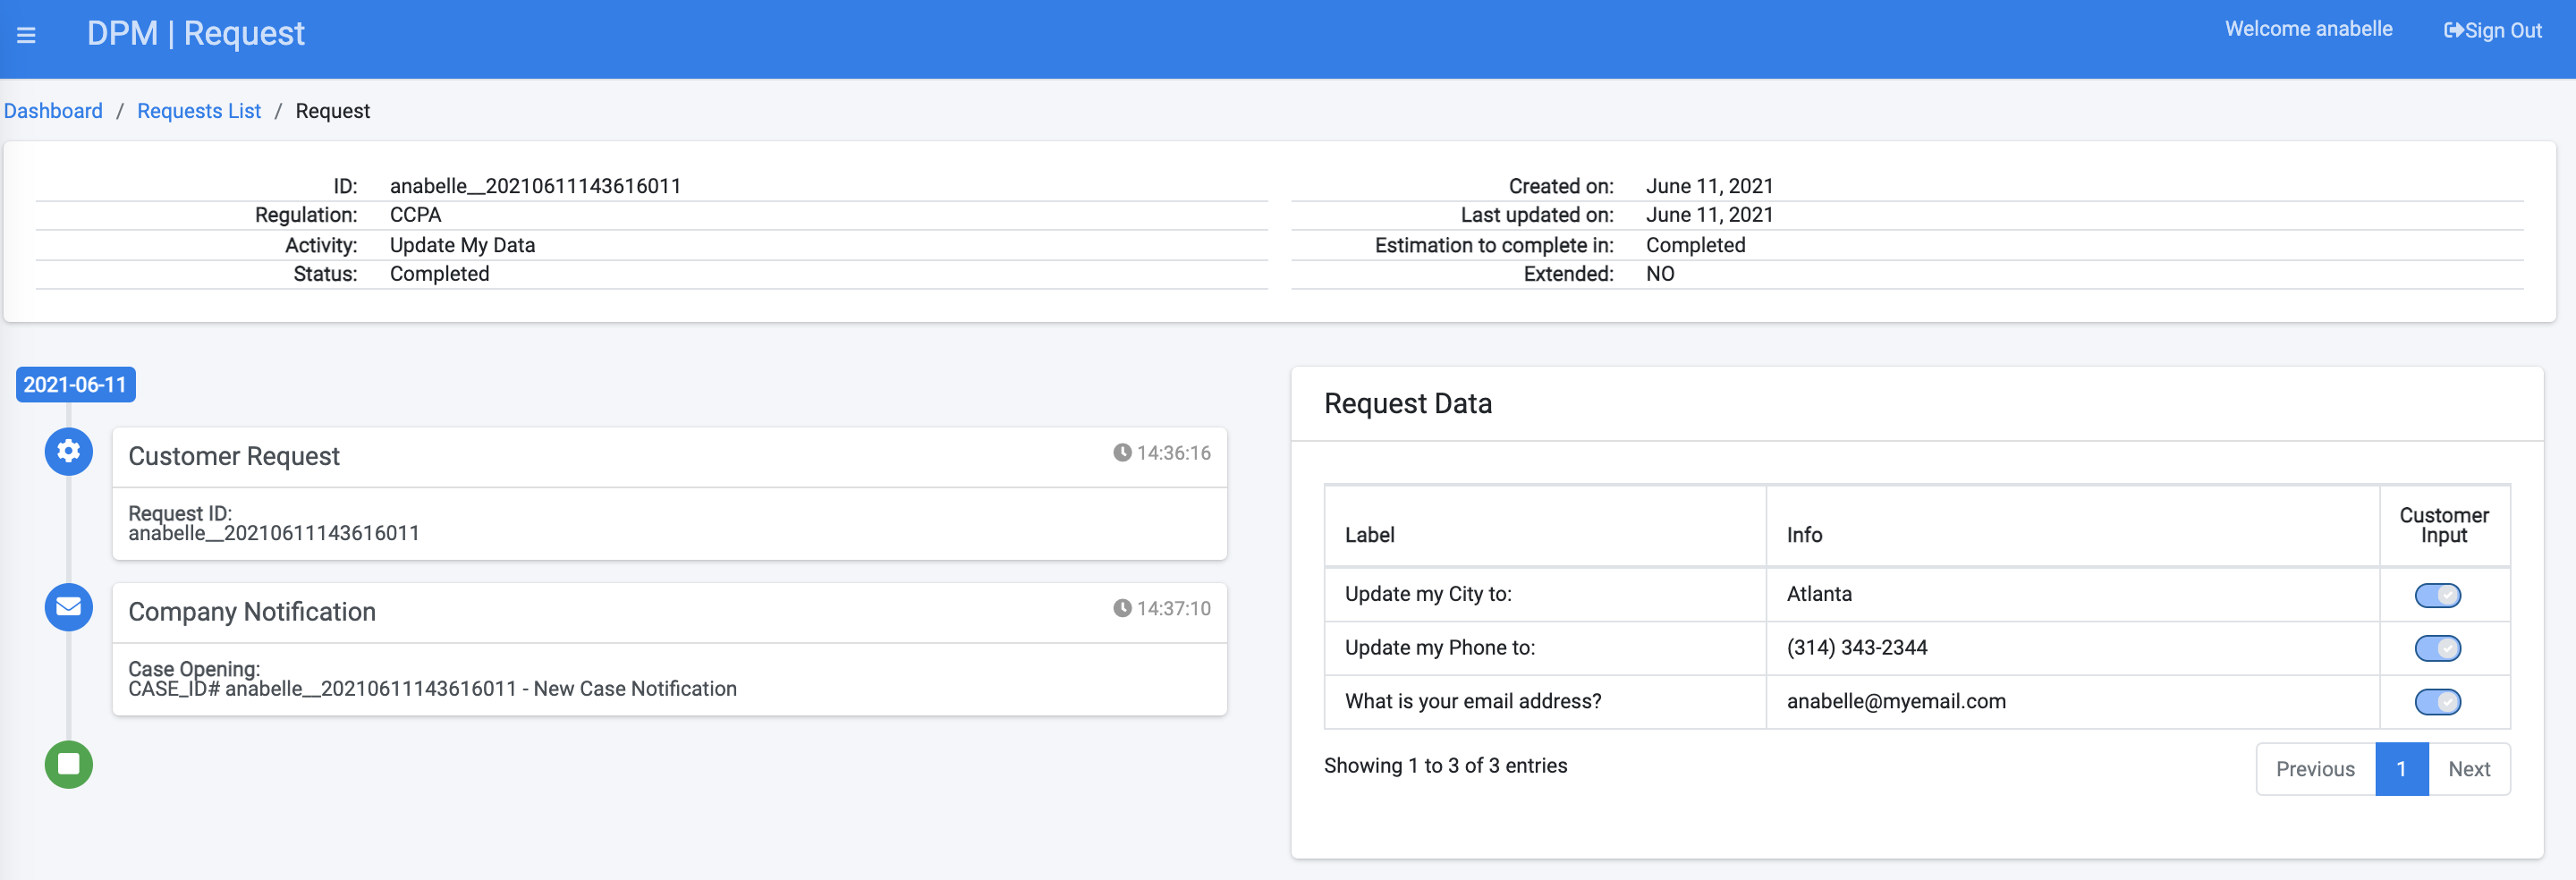 DPM | Request
Welcome anabelle
Sign Out
Dashboard / Requests List / Request
ID: anabelle__20210611143616011
Regulation: CCPA
Activity: Update My Data
Status: Completed
Created on: June 11, 2021
Last updated on: June 11, 2021
Estimation to complete in: Completed
Extended: NO
2021-06-11
Customer Request 14:36:16
Request ID:
anabelle__20210611143616011
Company Notification 14:37:10
Case Opening:
CASE_ID# anabelle__20210611143616011 - New Case Notification
Request Data
Label Info Customer Input
Update my City to: Atlanta
Update my Phone to: (314) 343-2344
What is your email address? anabelle@myemail.com
Showing 1 to 3 of 3 entries
Previous 1 Next